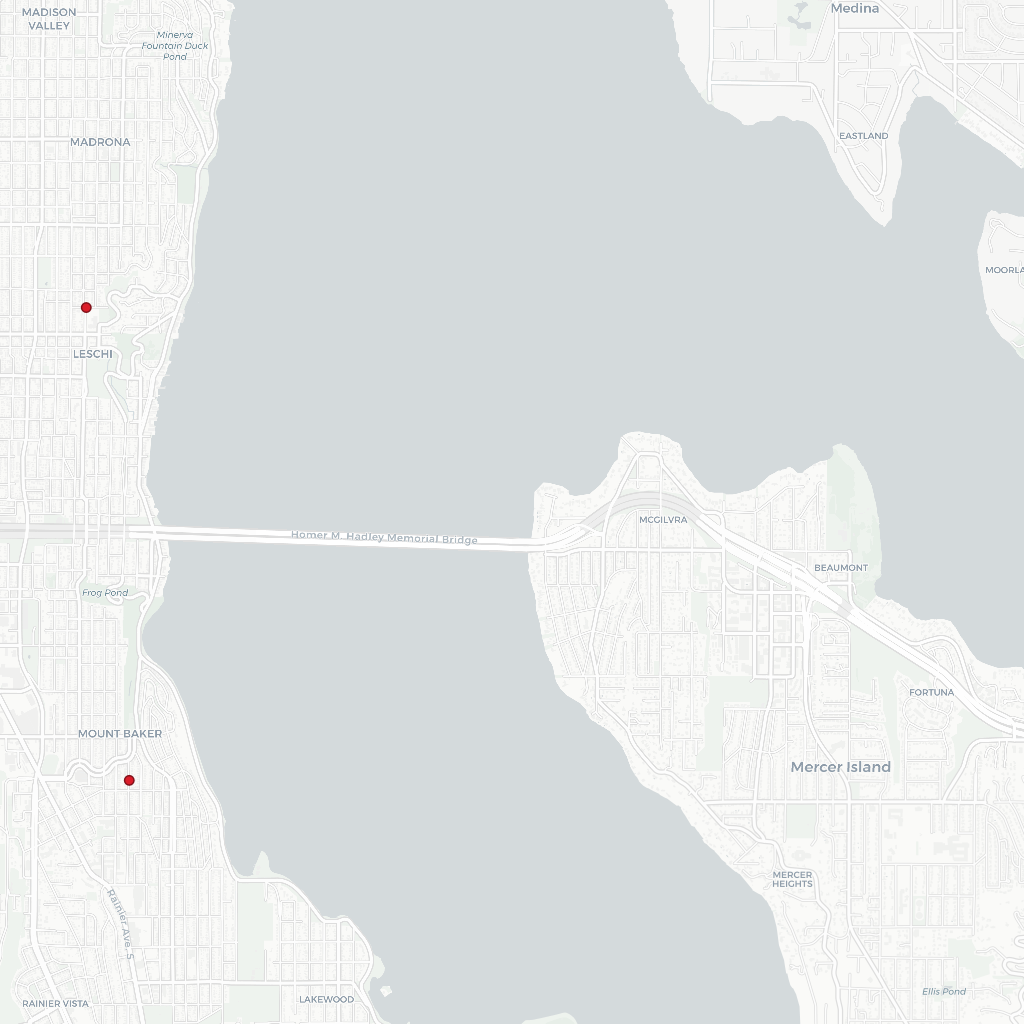 Medina
MADISON
VALLEY
Minerva
Fountain Duck
Pond
EASTLAND
MADRONA
MOORLA
LESCHI
MCGILVRA
Homer M. Hadley Memorial Bridge
BEAUMONT
Frog Pond
FORTUNA
MOUNT BAKER
Mercer Island
MERCER
HEIGHTS
Rainier Ave. S
Ellis Pond
LAKEWOOD
RAINIER VISTA